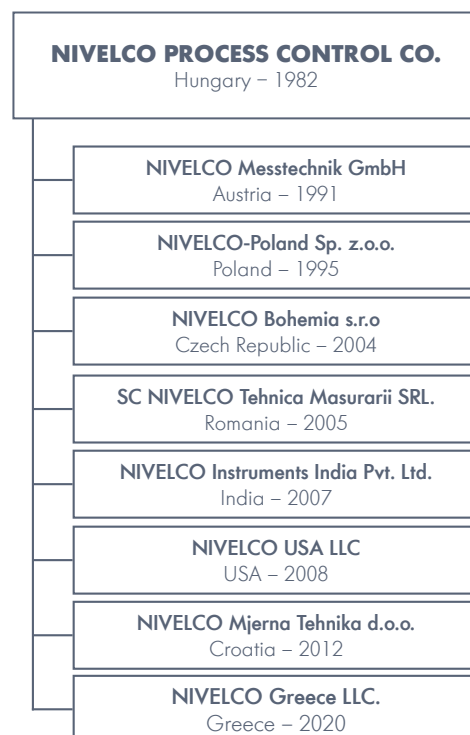 NIVELCO PROCESS CONTROL CO.
Hungary – 1982
NIVELCO Messtechnik GmbH
Austria – 1991
NIVELCO-Poland Sp. z.o.o.
Poland – 1995
NIVELCO Bohemia s.r.o
Czech Republic – 2004
SC NIVELCO Tehnica Masurarii SRL.
Romania – 2005
NIVELCO Instruments India Pvt. Ltd.
India – 2007
NIVELCO USA LLC
USA – 2008
NIVELCO Mjerna Tehnika d.o.o.
Croatia – 2012
NIVELCO Greece LLC.
Greece – 2020